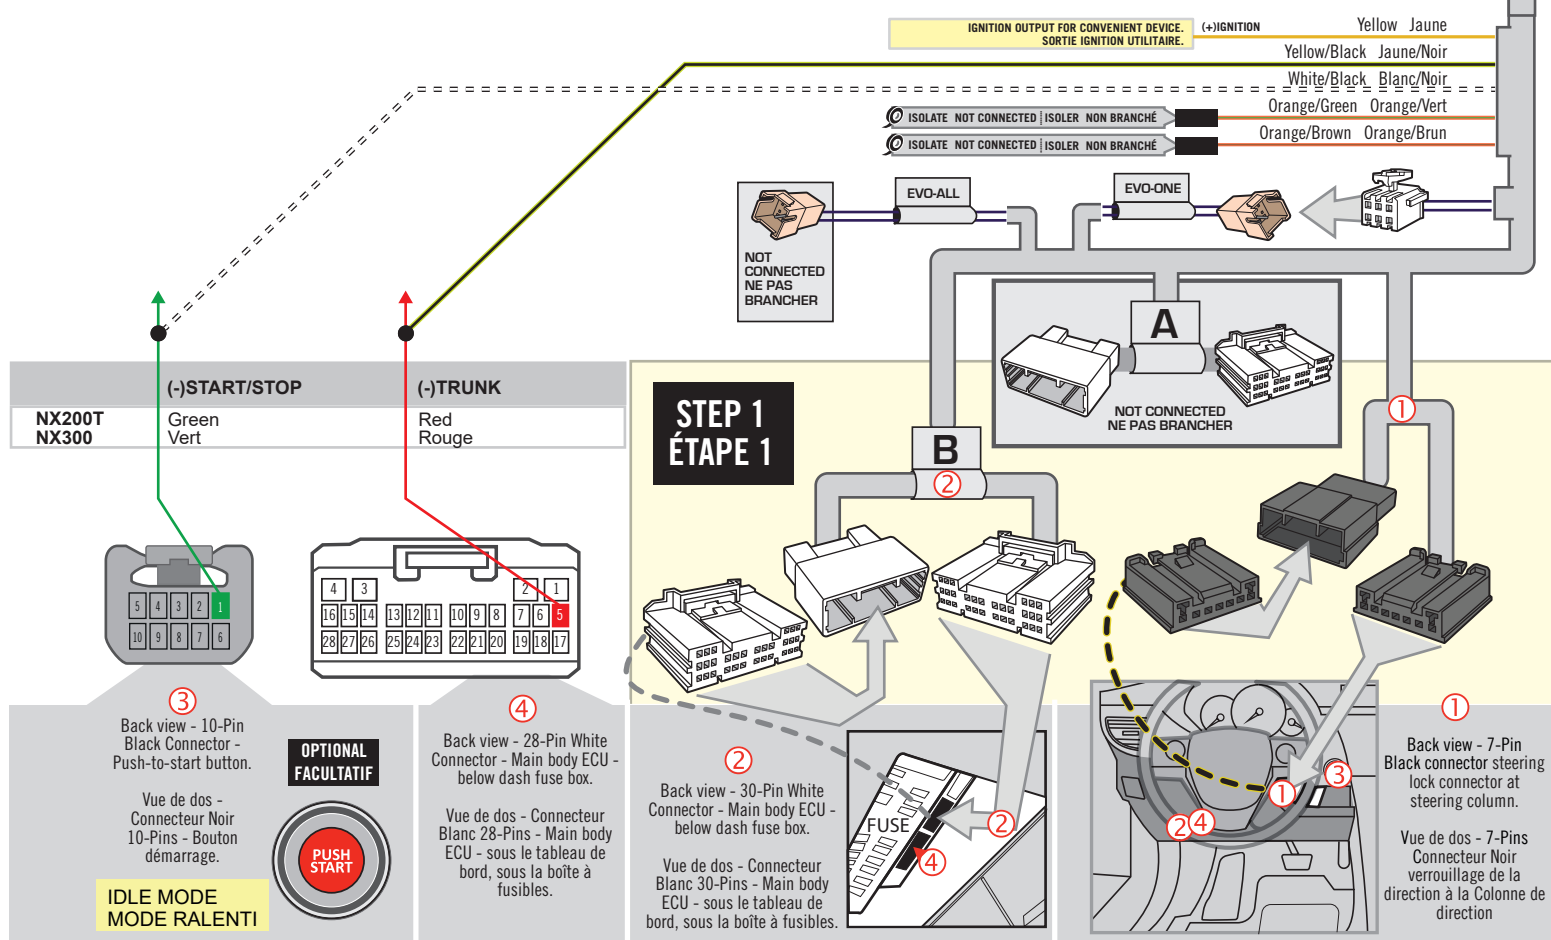 IGNITION OUTPUT FOR CONVENIENT DEVICE.
SORTIE IGNITION UTILITAIRE.
(+)IGNITION
Yellow Jaune
Yellow/Black Jaune/Noir
White/Black Blanc/Noir
Orange/Green Orange/Vert
ISOLATE NOT CONNECTED ISOLER NON BRANCHÉ
Orange/Brown Orange/Brun
ISOLATE NOT CONNECTED ISOLER NON BRANCHÉ
EVO-ALL
EVO-ONE
NOT
CONNECTED
NE PAS
BRANCHER
A
NOT CONNECTED
NE PAS BRANCHER
(-)START/STOP (-)TRUNK
NX200T Green Red
NX300 Vert Rouge
STEP 1
ÉTAPE 1
B
2
1
5 4 3 2 1
10 9 8 7 6
4 3 2 1
16 15 14 13 12 11 10 9 8 7 6 5
28 27 26 25 24 23 22 21 20 19 18 17
3
Back view - 10-Pin
Black Connector -
Push-to-start button.
Vue de dos -
Connecteur Noir
10-Pins - Bouton
démarrage.
IDLE MODE
MODE RALENTI
OPTIONAL
FACULTATIF
PUSH
START
4
Back view - 28-Pin White
Connector - Main body ECU -
below dash fuse box.
Vue de dos - Connecteur
Blanc 28-Pins - Main body
ECU - sous le tableau de
bord, sous la boîte à
fusibles.
2
Back view - 30-Pin White
Connector - Main body ECU -
below dash fuse box.
Vue de dos - Connecteur
Blanc 30-Pins - Main body
ECU - sous le tableau de
bord, sous la boîte à fusibles.
FUSE
2
4
1
3
2 4
1
Back view - 7-Pin
Black connector steering
lock connector at
steering column.
Vue de dos - 7-Pins
Connecteur Noir
verrouillage de la
direction à la Colonne de
direction